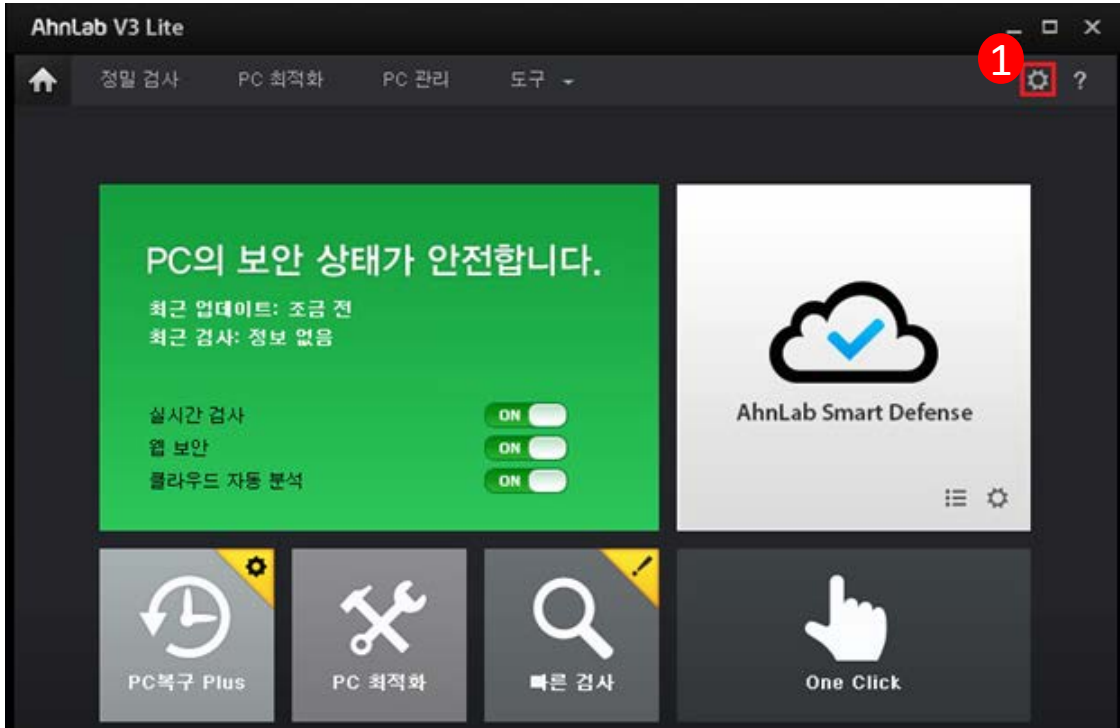 AhnLab V3 Lite
1
정밀 검사 PC 최적화 PC 관리 도구 ?
PC의 보안 상태가 안전합니다.
최근 업데이트: 조금 전
최근 검사: 정보 없음
실시간 검사 ON
웹 보안 ON
클라우드 자동 분석 ON
AhnLab Smart Defense
PC복구 Plus
PC 최적화
빠른 검사
One Click